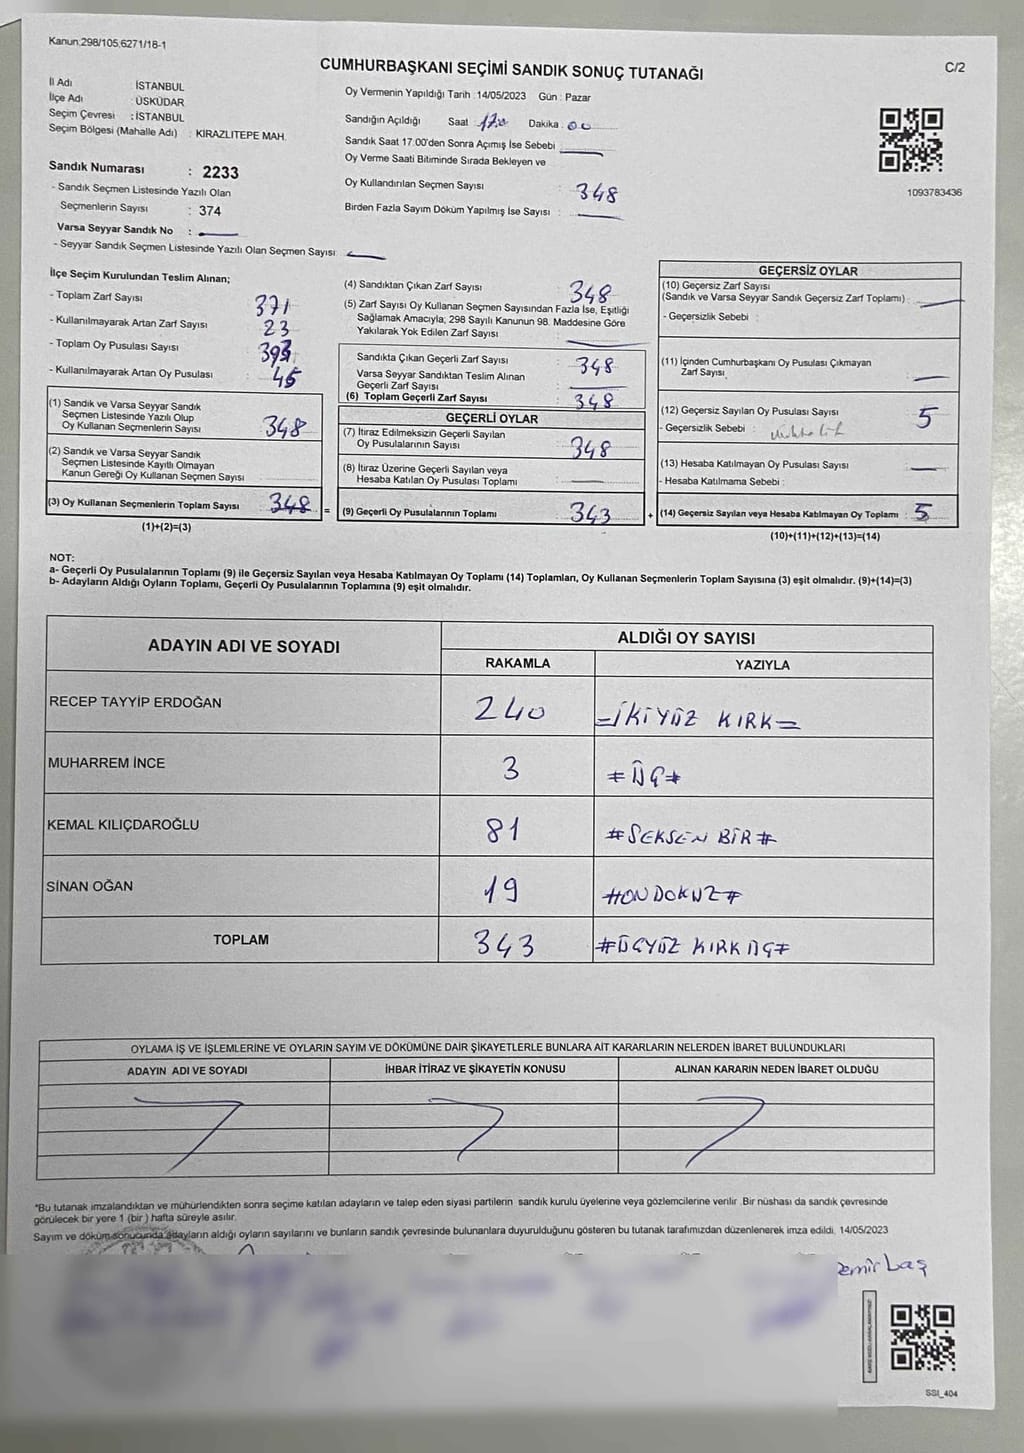 Kanun:298/105,6271/18-1
CUMHURBAŞKANI SEÇİMİ SANDIK SONUÇ TUTANAĞI
C/2
İl Adı : İSTANBUL
İlçe Adı : ÜSKÜDAR
Seçim Çevresi : İSTANBUL
Seçim Bölgesi (Mahalle Adı) : KİRAZLITEPE MAH.
Sandık Numarası : 2233
- Sandık Seçmen Listesinde Yazılı Olan
Seçmenlerin Sayısı : 374
Varsa Seyyar Sandık No :
- Seyyar Sandık Seçmen Listesinde Yazılı Olan Seçmen Sayısı
Oy Vermenin Yapıldığı Tarih :14/05/2023 Gün : Pazar
Sandığın Açıldığı Saat : Dakika : 00
Sandık Saat 17.00'den Sonra Açımış İse Sebebi
Oy Verme Saati Bitiminde Sırada Bekleyen ve
Oy Kullandırılan Seçmen Sayısı : 348
Birden Fazla Sayım Döküm Yapılmış İse Sayısı :
1093783436
İlçe Seçim Kurulundan Teslim Alınan;
- Toplam Zarf Sayısı : 371
- Kullanılmayarak Artan Zarf Sayısı : 23
- Toplam Oy Pusulası Sayısı : 393
- Kullanılmayarak Artan Oy Pusulası : 45
(1) Sandık ve Varsa Seyyar Sandık
Seçmen Listesinde Yazılı Olup
Oy Kullanan Seçmenlerin Sayısı : 348
(2) Sandık ve Varsa Seyyar Sandık
Seçmen Listesinde Kayıtlı Olmayan
Kanun Gereği Oy Kullanan Seçmen Sayısı
(3) Oy Kullanan Seçmenlerin Toplam Sayısı : 348 =
(1)+(2)=(3)
(4) Sandıktan Çıkan Zarf Sayısı : 348
(5) Zarf Sayısı Oy Kullanan Seçmen Sayısından Fazla İse, Eşitliği
Sağlamak Amacıyla; 298 Sayılı Kanunun 98. Maddesine Göre
Yakılarak Yok Edilen Zarf Sayısı :
Sandıkta Çıkan Geçerli Zarf Sayısı : 348
Varsa Seyyar Sandıktan Teslim Alınan
Geçerli Zarf Sayısı :
(6) Toplam Geçerli Zarf Sayısı : 348
GEÇERLİ OYLAR
(7) İtiraz Edilmeksizin Geçerli Sayılan
Oy Pusulalarının Sayısı : 348
(8) İtiraz Üzerine Geçerli Sayılan veya
Hesaba Katılan Oy Pusulası Toplamı :
(9) Geçerli Oy Pusulalarının Toplamı : 343 +
GEÇERSİZ OYLAR
(10) Geçersiz Zarf Sayısı
(Sandık ve Varsa Seyyar Sandık Geçersiz Zarf Toplamı) :
- Geçersizlik Sebebi :
(11) İçinden Cumhurbaşkanı Oy Pusulası Çıkmayan
Zarf Sayısı :
(12) Geçersiz Sayılan Oy Pusulası Sayısı : 5
- Geçersizlik Sebebi :
(13) Hesaba Katılmayan Oy Pusulası Sayısı :
- Hesaba Katılmama Sebebi :
(14) Geçersiz Sayılan veya Hesaba Katılmayan Oy Toplamı : 5
(10)+(11)+(12)+(13)=(14)
NOT:
a- Geçerli Oy Pusulalarının Toplamı (9) ile Geçersiz Sayılan veya Hesaba Katılmayan Oy Toplamı (14) Toplamları, Oy Kullanan Seçmenlerin Toplam Sayısına (3) eşit olmalıdır. (9)+(14)=(3)
b- Adayların Aldığı Oyların Toplamı, Geçerli Oy Pusulalarının Toplamına (9) eşit olmalıdır.
ADAYIN ADI VE SOYADI
ALDIĞI OY SAYISI
RAKAMLA YAZIYLA
RECEP TAYYİP ERDOĞAN 240 =İKİYÜZ KIRK=
MUHARREM İNCE 3 #ÜÇ#
KEMAL KILIÇDAROĞLU 81 #SEKSEN BİR#
SİNAN OĞAN 19 #ONDOKUZ#
TOPLAM 343 #ÜÇYÜZ KIRK ÜÇ#
OYLAMA İŞ VE İŞLEMLERİNE VE OYLARIN SAYIM VE DÖKÜMÜNE DAİR ŞİKAYETLERLE BUNLARA AİT KARARLARIN NELERDEN İBARET BULUNDUKLARI
ADAYIN ADI VE SOYADI İHBAR İTİRAZ VE ŞİKAYETİN KONUSU ALINAN KARARIN NEDEN İBARET OLDUĞU
*Bu tutanak imzalandıktan ve mühürlendikten sonra seçime katılan adayların ve talep eden siyasi partilerin sandık kurulu üyelerine veya gözlemcilerine verilir. Bir nüshası da sandık çevresinde
görülecek bir yere 1 (bir) hafta süreyle asılır.
Sayım ve döküm sonucunda adayların aldığı oyların sayılarını ve bunların sandık çevresinde bulunanlara duyurulduğunu gösteren bu tutanak tarafımızdan düzenlenerek imza edildi. 14/05/2023
Demirbaş
SSI_404